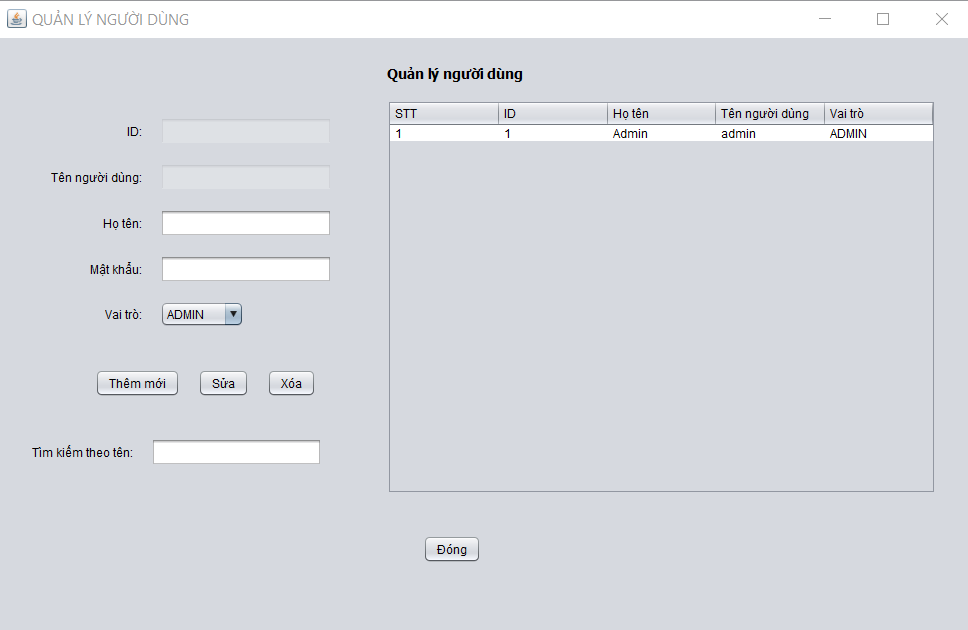 QUẢN LÝ NGƯỜI DÙNG
Quản lý người dùng
ID:
Tên người dùng:
Họ tên:
Mật khẩu:
Vai trò: ADMIN
Thêm mới Sửa Xóa
Tìm kiếm theo tên:
STT ID Họ tên Tên người dùng Vai trò
1 1 Admin admin ADMIN
Đóng